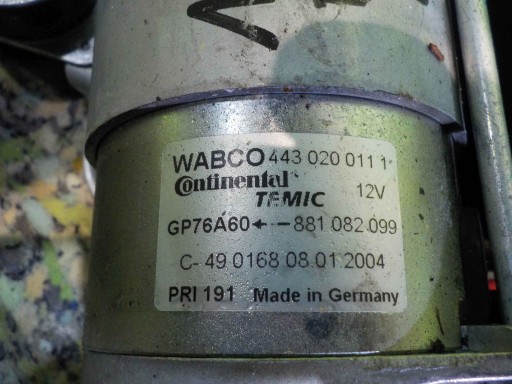 WABCO 443 020 011 1
Continental
TEMIC 12V
GP76A60←--881 082 099
C- 49 0168 08 01 2004
PRI 191 Made in Germany